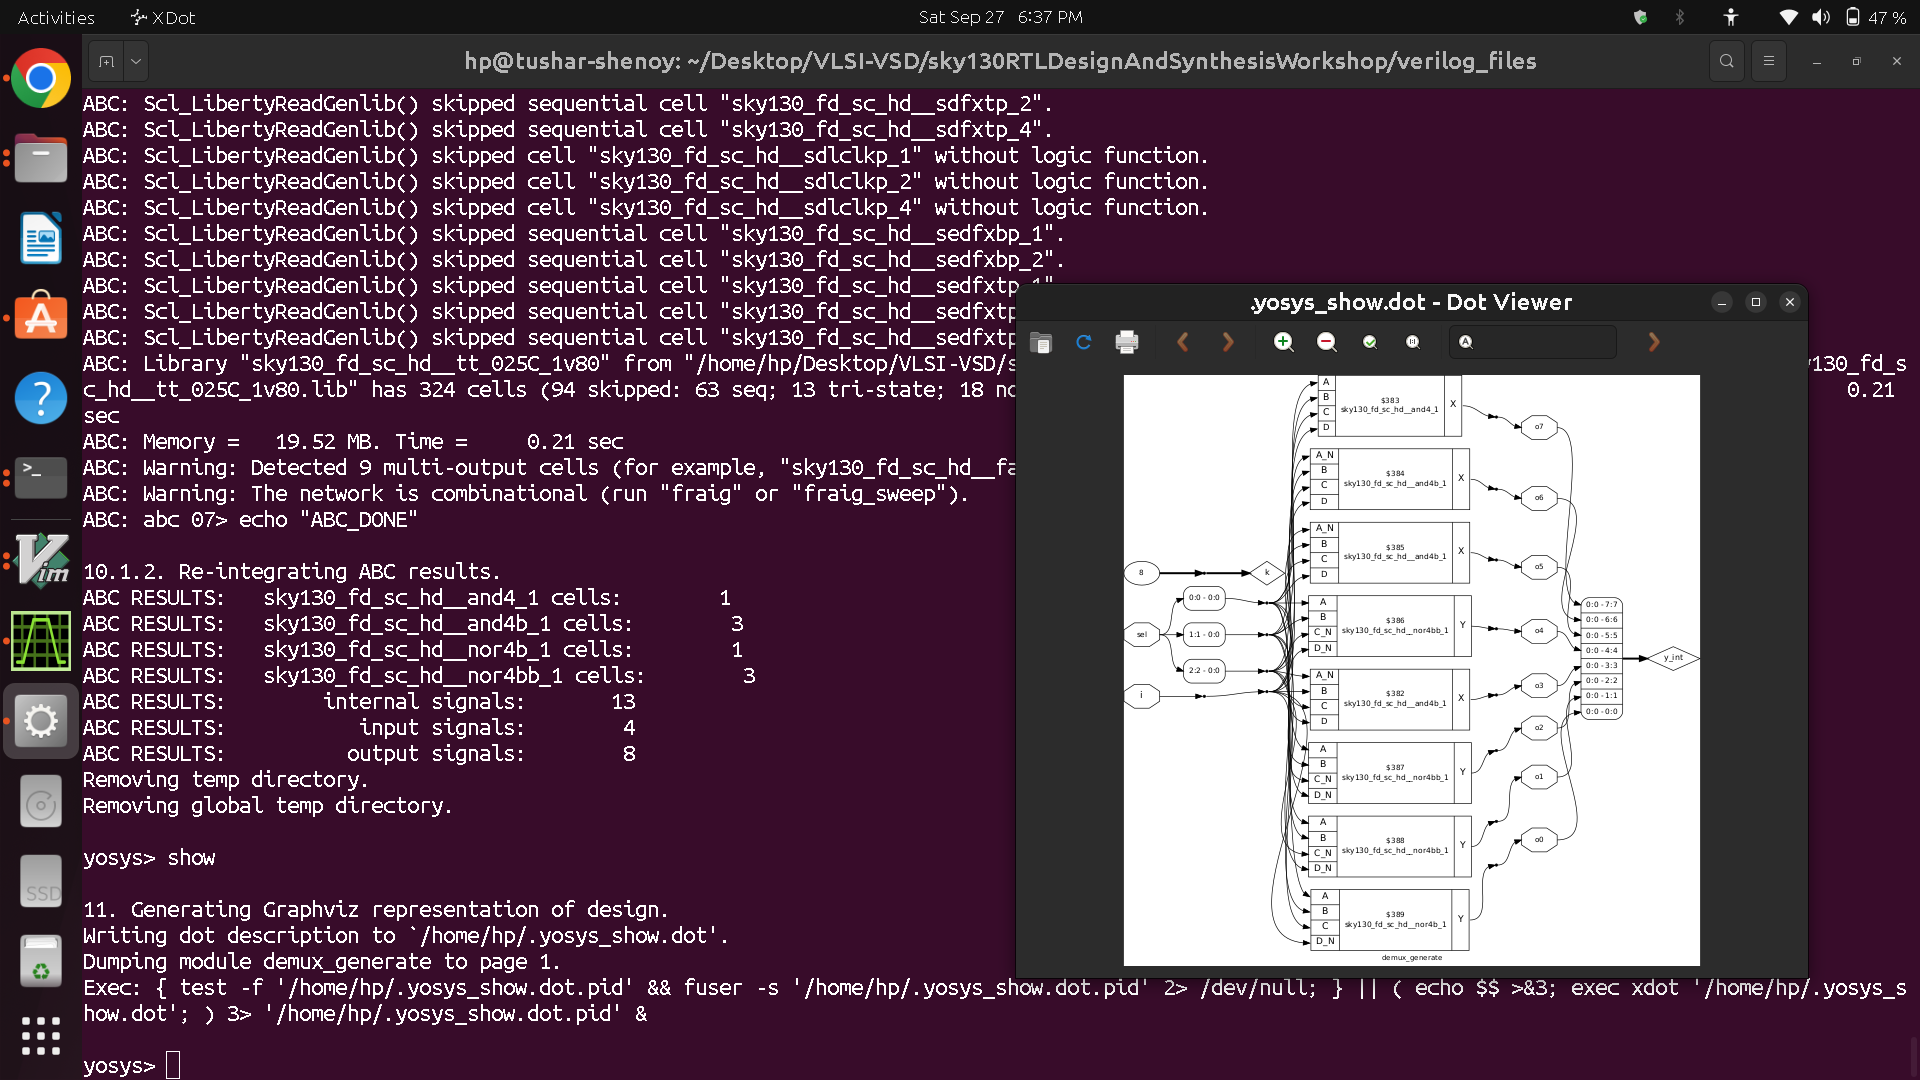 Activities
XDot
Sat Sep 27 6:37 PM
47 %
hp@tushar-shenoy: ~/Desktop/VLSI-VSD/sky130RTLDesignAndSynthesisWorkshop/verilog_files
ABC: Scl_LibertyReadGenlib() skipped sequential cell "sky130_fd_sc_hd__sdfxtp_2".
ABC: Scl_LibertyReadGenlib() skipped sequential cell "sky130_fd_sc_hd__sdfxtp_4".
ABC: Scl_LibertyReadGenlib() skipped cell "sky130_fd_sc_hd__sdlclkp_1" without logic function.
ABC: Scl_LibertyReadGenlib() skipped cell "sky130_fd_sc_hd__sdlclkp_2" without logic function.
ABC: Scl_LibertyReadGenlib() skipped cell "sky130_fd_sc_hd__sdlclkp_4" without logic function.
ABC: Scl_LibertyReadGenlib() skipped sequential cell "sky130_fd_sc_hd__sedfxbp_1".
ABC: Scl_LibertyReadGenlib() skipped sequential cell "sky130_fd_sc_hd__sedfxbp_2".
ABC: Scl_LibertyReadGenlib() skipped sequential cell "sky130_fd_sc_hd__sedfxtp_1".
ABC: Scl_LibertyReadGenlib() skipped sequential cell "sky130_fd_sc_hd__sedfxtp
ABC: Scl_LibertyReadGenlib() skipped sequential cell "sky130_fd_sc_hd__sedfxtp
ABC: Library "sky130_fd_sc_hd__tt_025C_1v80" from "/home/hp/Desktop/VLSI-VSD/s y130_fd_s
c_hd__tt_025C_1v80.lib" has 324 cells (94 skipped: 63 seq; 13 tri-state; 18 no 0.21
sec
ABC: Memory = 19.52 MB. Time = 0.21 sec
ABC: Warning: Detected 9 multi-output cells (for example, "sky130_fd_sc_hd__fa
ABC: Warning: The network is combinational (run "fraig" or "fraig_sweep").
ABC: abc 07> echo "ABC_DONE"
10.1.2. Re-integrating ABC results.
ABC RESULTS: sky130_fd_sc_hd__and4_1 cells: 1
ABC RESULTS: sky130_fd_sc_hd__and4b_1 cells: 3
ABC RESULTS: sky130_fd_sc_hd__nor4b_1 cells: 1
ABC RESULTS: sky130_fd_sc_hd__nor4bb_1 cells: 3
ABC RESULTS: internal signals: 13
ABC RESULTS: input signals: 4
ABC RESULTS: output signals: 8
Removing temp directory.
Removing global temp directory.
yosys> show
11. Generating Graphviz representation of design.
Writing dot description to `/home/hp/.yosys_show.dot'.
Dumping module demux_generate to page 1.
Exec: { test -f '/home/hp/.yosys_show.dot.pid' && fuser -s '/home/hp/.yosys_show.dot.pid' 2> /dev/null; } || ( echo $$ >&3; exec xdot '/home/hp/.yosys_s
how.dot'; ) 3> '/home/hp/.yosys_show.dot.pid' &
yosys>
.yosys_show.dot - Dot Viewer
8
k
sel
i
0:0 - 0:0
1:1 - 0:0
2:2 - 0:0
A
B
C
D
$383
sky130_fd_sc_hd__and4_1
X
A_N
B
C
D
$384
sky130_fd_sc_hd__and4b_1
X
A_N
B
C
D
$385
sky130_fd_sc_hd__and4b_1
X
A
B
C_N
D_N
$386
sky130_fd_sc_hd__nor4bb_1
Y
A_N
B
C
D
$382
sky130_fd_sc_hd__and4b_1
X
A
B
C_N
D_N
$387
sky130_fd_sc_hd__nor4bb_1
Y
A
B
C_N
D_N
$388
sky130_fd_sc_hd__nor4bb_1
Y
A
B
C
D_N
$389
sky130_fd_sc_hd__nor4b_1
Y
o7
o6
o5
o4
o3
o2
o1
o0
0:0 - 7:7
0:0 - 6:6
0:0 - 5:5
0:0 - 4:4
0:0 - 3:3
0:0 - 2:2
0:0 - 1:1
0:0 - 0:0
y_int
demux_generate
Vim
SSD